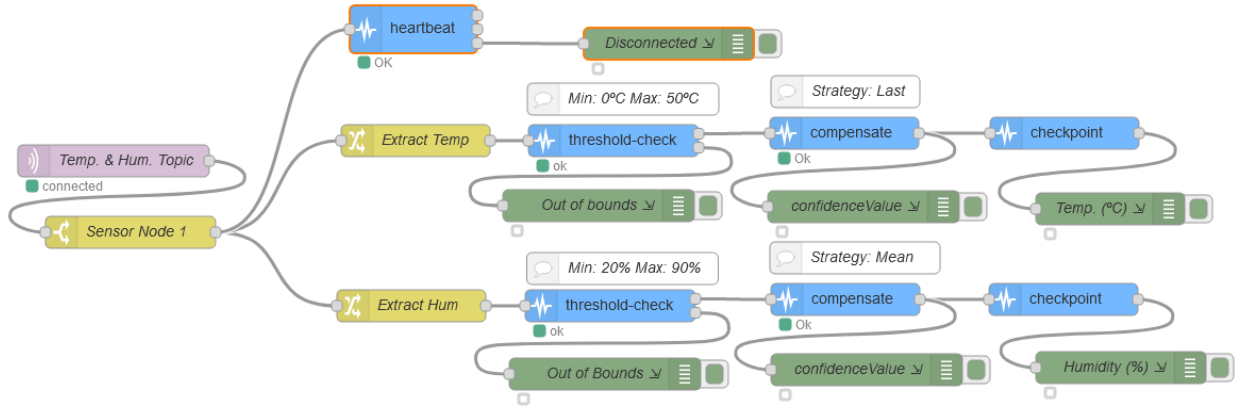 heartbeat
OK
Disconnected ⇲
Min: 0ºC Max: 50ºC
Strategy: Last
Extract Temp
threshold-check
compensate
checkpoint
ok
Ok
Temp. & Hum. Topic
connected
Out of bounds ⇲
confidenceValue ⇲
Temp. (ºC) ⇲
Sensor Node 1
Min: 20% Max: 90%
Strategy: Mean
Extract Hum
threshold-check
compensate
checkpoint
ok
Ok
Out of Bounds ⇲
confidenceValue ⇲
Humidity (%) ⇲